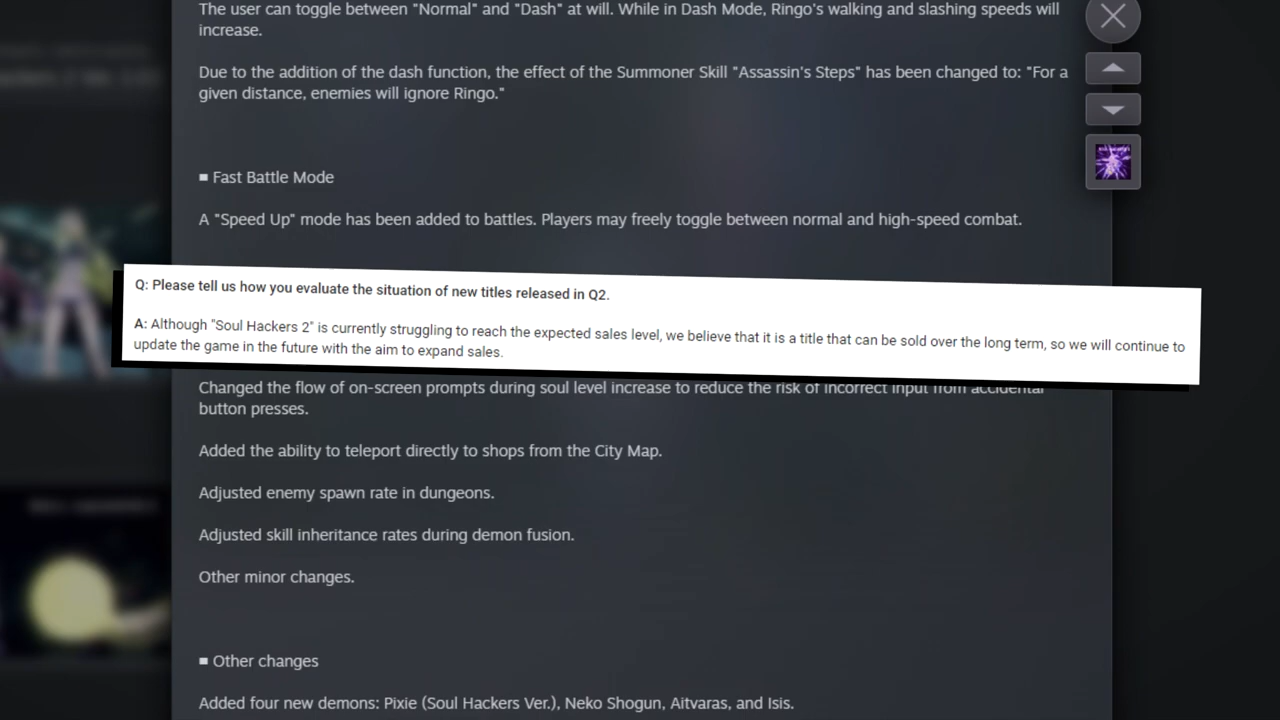 The user can toggle between "Normal" and "Dash" at will. While in Dash Mode, Ringo's walking and slashing speeds will
increase.
Due to the addition of the dash function, the effect of the Summoner Skill "Assassin's Steps" has been changed to: "For a
given distance, enemies will ignore Ringo."
■ Fast Battle Mode
A "Speed Up" mode has been added to battles. Players may freely toggle between normal and high-speed combat.
Q: Please tell us how you evaluate the situation of new titles released in Q2.
A: Although "Soul Hackers 2" is currently struggling to reach the expected sales level, we believe that it is a title that can be sold over the long term, so we will continue to
update the game in the future with the aim to expand sales.
Changed the flow of on-screen prompts during soul level increase to reduce the risk of incorrect input from accidental
button presses.
Added the ability to teleport directly to shops from the City Map.
Adjusted enemy spawn rate in dungeons.
Adjusted skill inheritance rates during demon fusion.
Other minor changes.
■ Other changes
Added four new demons: Pixie (Soul Hackers Ver.), Neko Shogun, Aitvaras, and Isis.